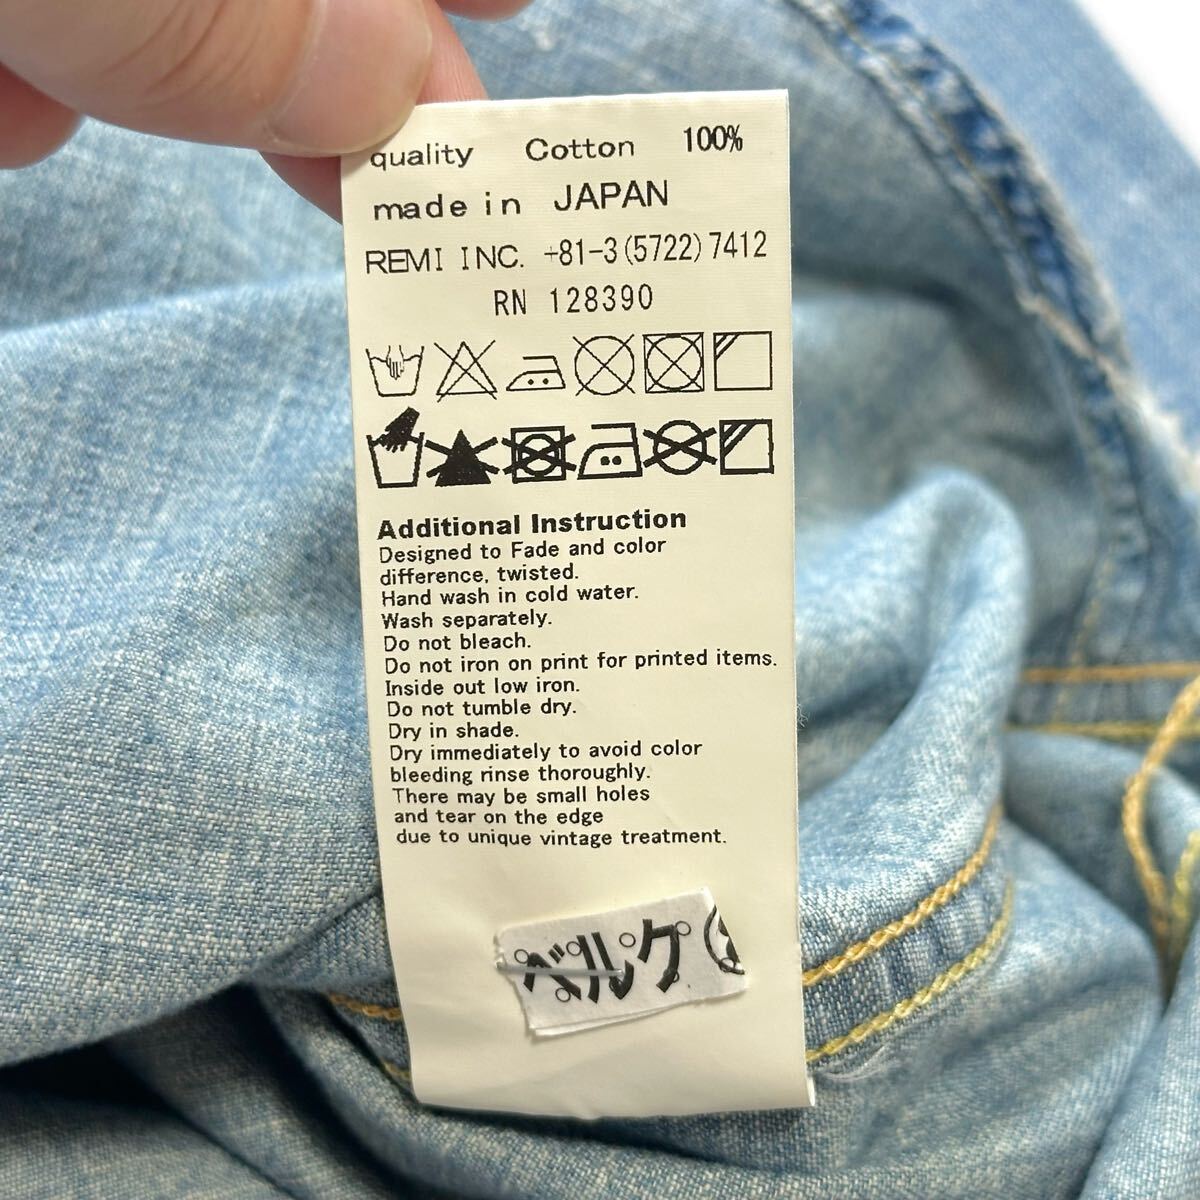 quality Cotton 100%
made in JAPAN
REMI INC. +81-3(5722)7412
RN 128390
Additional Instruction
Designed to Fade and color
difference, twisted.
Hand wash in cold water.
Wash separately.
Do not bleach.
Do not iron on print for printed items.
Inside out low iron.
Do not tumble dry.
Dry in shade.
Dry immediately to avoid color
bleeding rinse thoroughly.
There may be small holes
and tear on the edge
due to unique vintage treatment.
ベルク